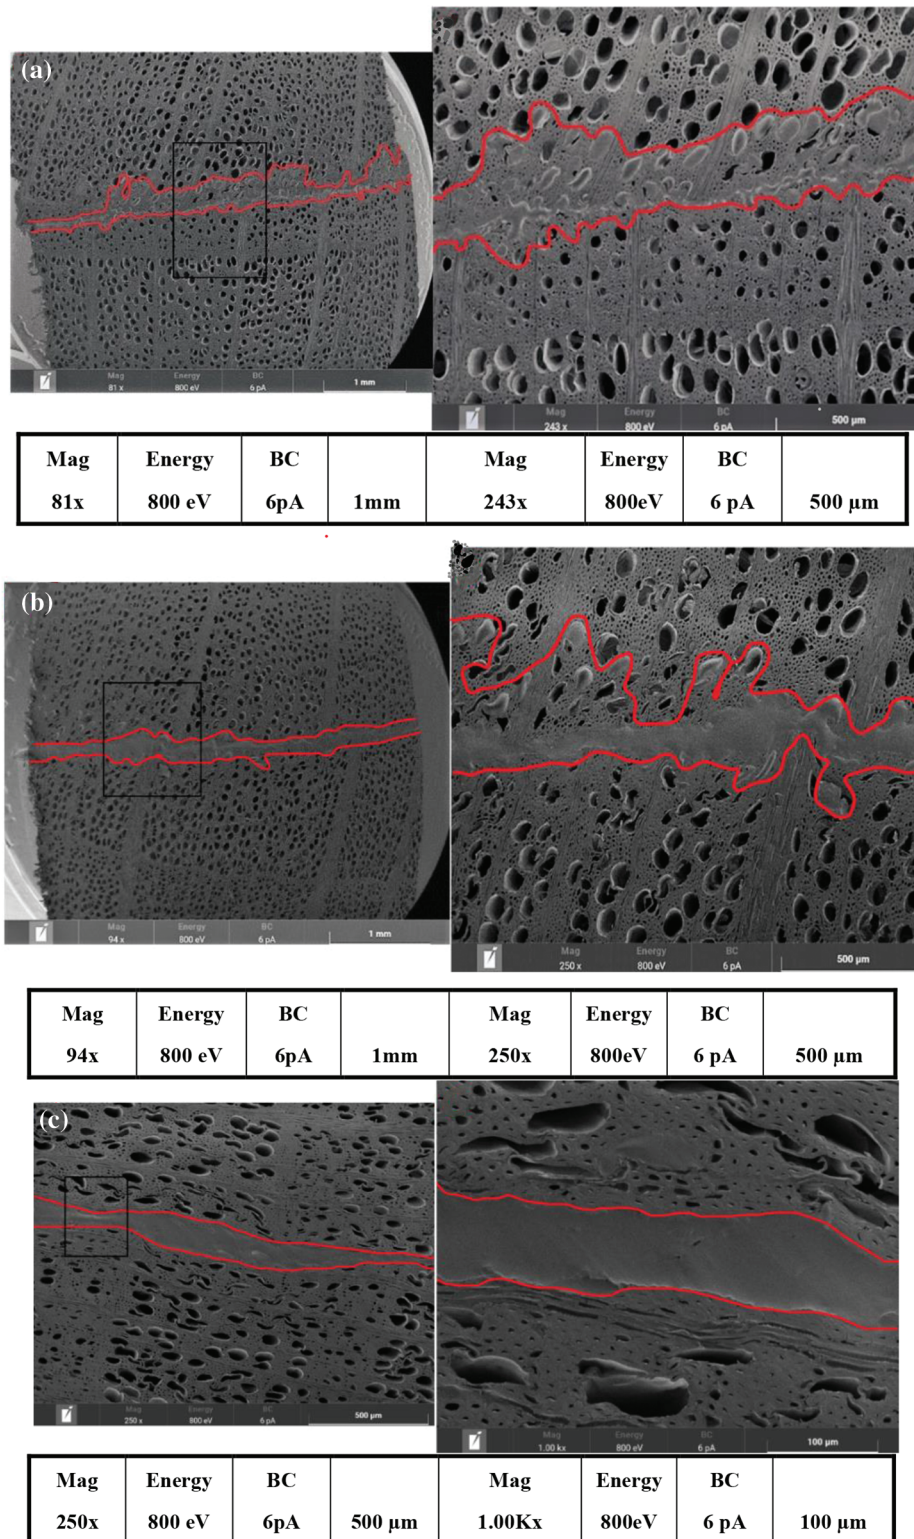 (a)
Mag Energy BC
81 x 800 eV 6 pA 1 mm
Mag Energy BC
243 x 800 eV 6 pA 500 µm
Mag Energy BC Mag Energy BC
81x 800 eV 6pA 1mm 243x 800eV 6 pA 500 µm
(b)
Mag Energy BC
94 x 800 eV 6 pA 1 mm
Mag Energy BC
250 x 800 eV 6 pA 500 µm
Mag Energy BC Mag Energy BC
94x 800 eV 6pA 1mm 250x 800eV 6 pA 500 µm
(c)
Mag Energy BC
250 x 800 eV 6 pA 500 µm
Mag Energy BC
1.00 kx 800 eV 6 pA 100 µm
Mag Energy BC Mag Energy BC
250x 800 eV 6pA 500 µm 1.00Kx 800eV 6 pA 100 µm